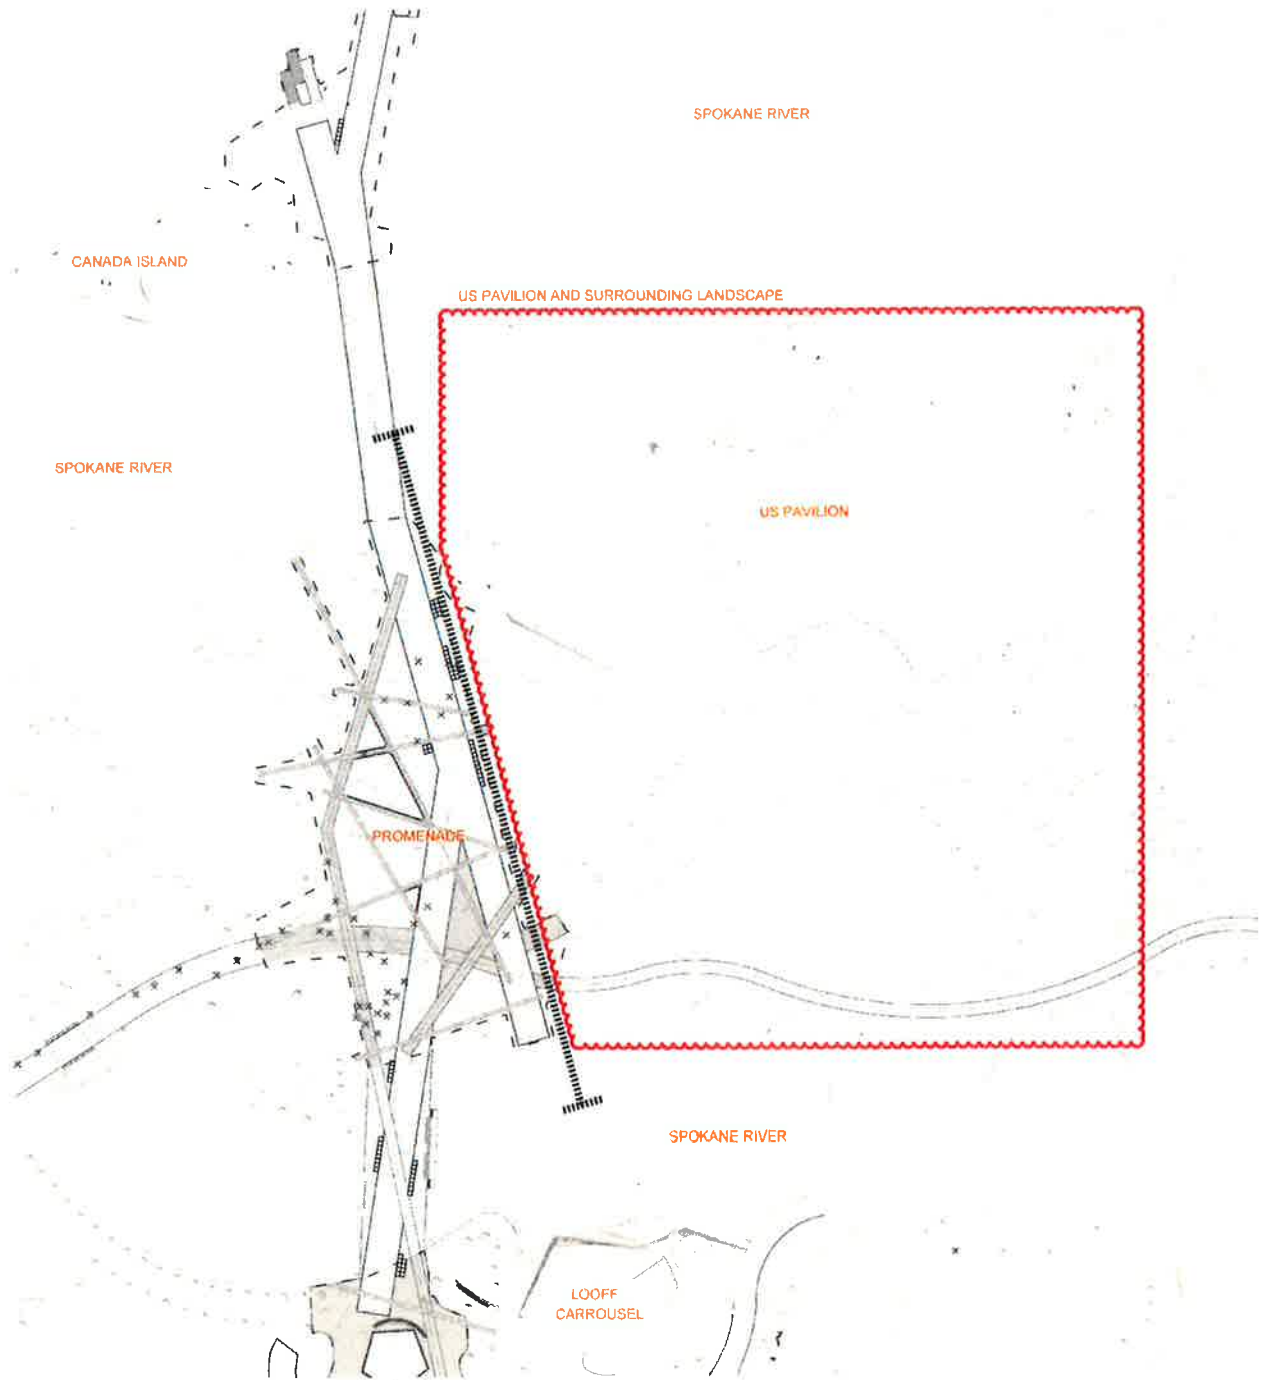 SPOKANE RIVER
CANADA ISLAND
US PAVILION AND SURROUNDING LANDSCAPE
SPOKANE RIVER
US PAVILION
PROMENADE
SPOKANE RIVER
LOOFF
CARROUSEL